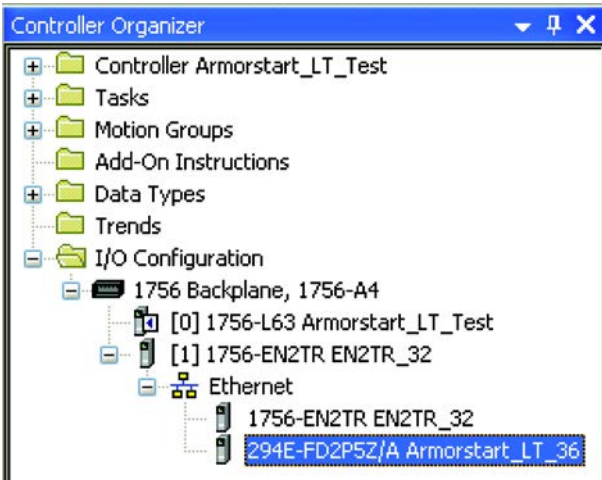 Controller Organizer
Controller Armorstart_LT_Test
Tasks
Motion Groups
Add-On Instructions
Data Types
Trends
I/O Configuration
1756 Backplane, 1756-A4
[0] 1756-L63 Armorstart_LT_Test
[1] 1756-EN2TR EN2TR_32
Ethernet
1756-EN2TR EN2TR_32
294E-FD2P5Z/A Armorstart_LT_36